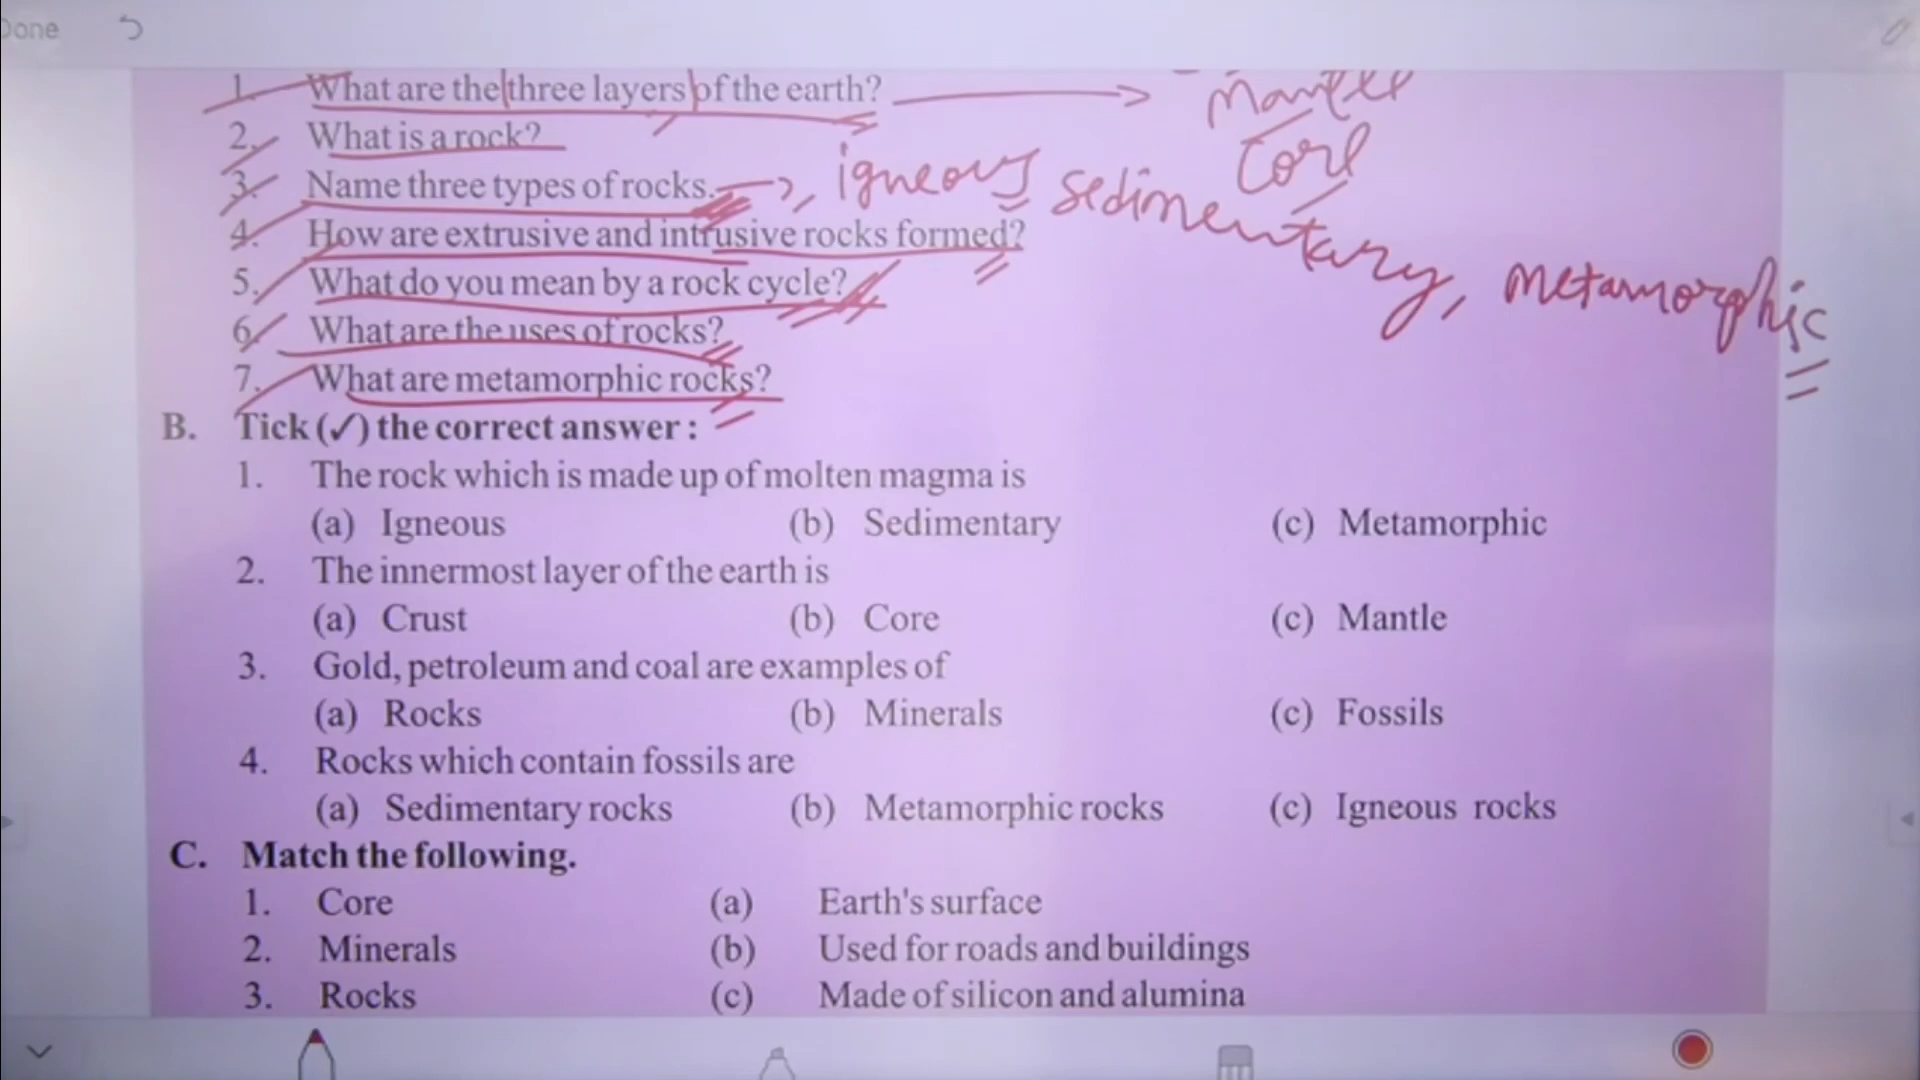 Done
1. What are the three layers of the earth? Mantle
2. What is a rock? Core
3. Name three types of rocks. igneous sedimentary, metamorphic
4. How are extrusive and intrusive rocks formed?
5. What do you mean by a rock cycle?
6. What are the uses of rocks?
7. What are metamorphic rocks?
B. Tick (✓) the correct answer :
1. The rock which is made up of molten magma is
(a) Igneous (b) Sedimentary (c) Metamorphic
2. The innermost layer of the earth is
(a) Crust (b) Core (c) Mantle
3. Gold, petroleum and coal are examples of
(a) Rocks (b) Minerals (c) Fossils
4. Rocks which contain fossils are
(a) Sedimentary rocks (b) Metamorphic rocks (c) Igneous rocks
C. Match the following.
1. Core (a) Earth's surface
2. Minerals (b) Used for roads and buildings
3. Rocks (c) Made of silicon and alumina